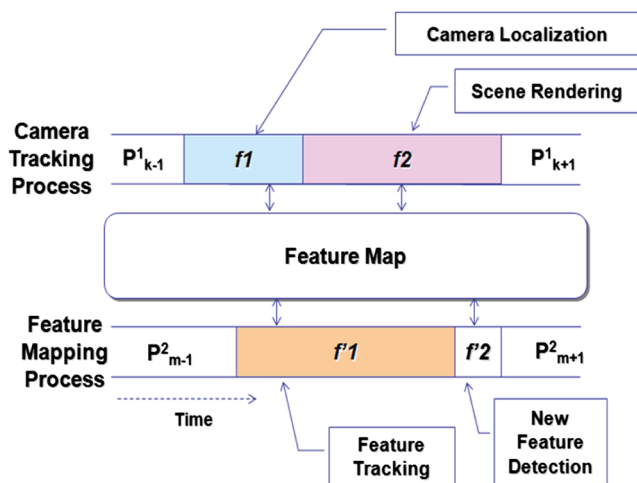 Camera Localization
Scene Rendering
Camera
Tracking
Process
P¹ₖ₋₁
f1
f2
P¹ₖ₊₁
Feature Map
Feature
Mapping
Process
P²ₘ₋₁
f'1
f'2
P²ₘ₊₁
Time
Feature
Tracking
New
Feature
Detection